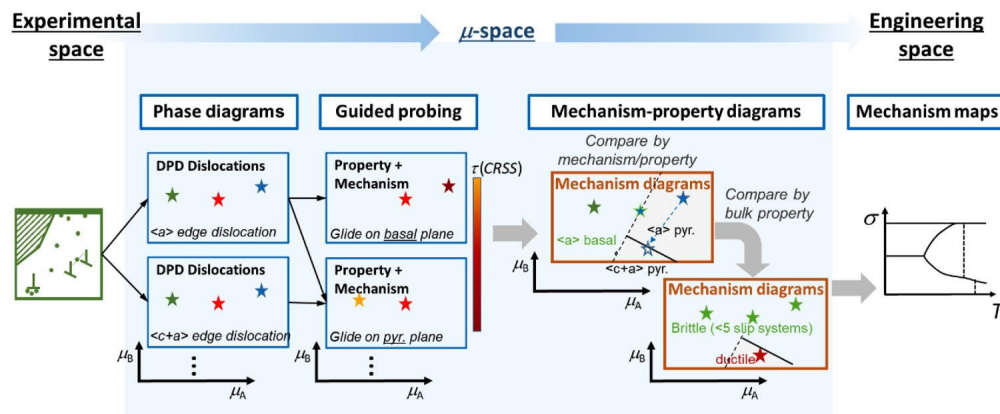 Experimental
space
μ-space
Engineering
space
Phase diagrams
Guided probing
Mechanism-property diagrams
Mechanism maps
DPD Dislocations
<a> edge dislocation
DPD Dislocations
<c+a> edge dislocation
μB
μA
Property +
Mechanism
Glide on basal plane
Property +
Mechanism
Glide on pyr. plane
μB
μA
τ(CRSS)
Compare by
mechanism/property
Mechanism diagrams
<a> basal
<a> pyr.
<c+a> pyr.
μB
μA
Compare by
bulk property
Mechanism diagrams
Brittle (<5 slip systems)
ductile
μB
μA
σ
T